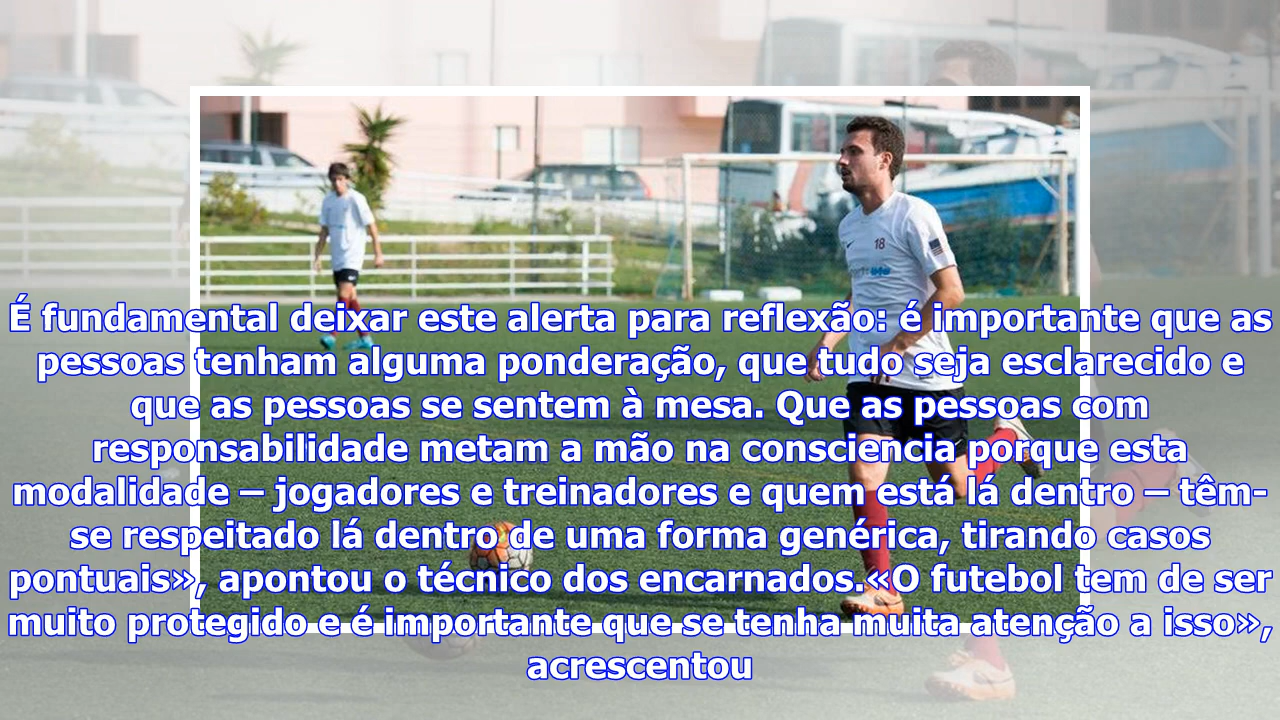 18
É fundamental deixar este alerta para reflexão: é importante que as
pessoas tenham alguma ponderação, que tudo seja esclarecido e
que as pessoas se sentem à mesa. Que as pessoas com
responsabilidade metam a mão na consciencia porque esta
modalidade – jogadores e treinadores e quem está lá dentro – têm-
se respeitado lá dentro de uma forma genérica, tirando casos
pontuais», apontou o técnico dos encarnados.«O futebol tem de ser
muito protegido e é importante que se tenha muita atenção a isso»,
acrescentou